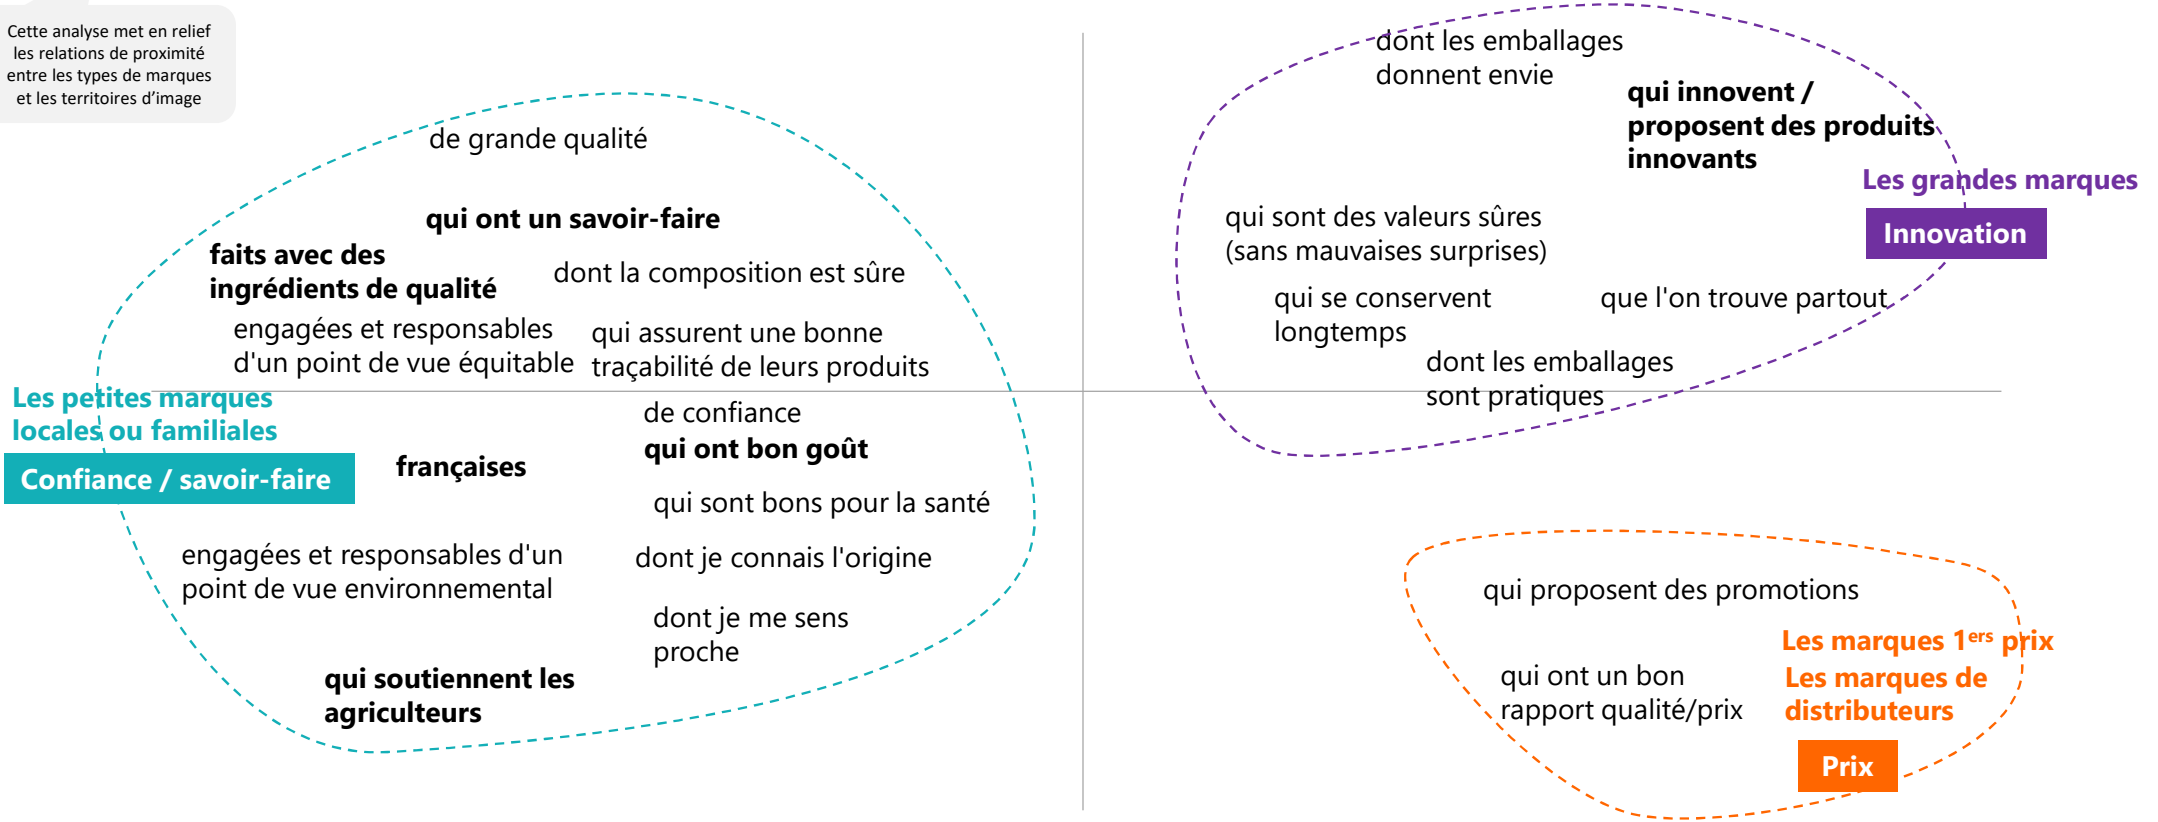 Cette analyse met en relief
les relations de proximité
entre les types de marques
et les territoires d’image
de grande qualité
qui ont un savoir-faire
faits avec des
ingrédients de qualité
dont la composition est sûre
engagées et responsables
d'un point de vue équitable
qui assurent une bonne
traçabilité de leurs produits
Les petites marques
locales ou familiales
Confiance / savoir-faire
de confiance
qui ont bon goût
françaises
qui sont bons pour la santé
engagées et responsables d'un
point de vue environnemental
dont je connais l'origine
dont je me sens
proche
qui soutiennent les
agriculteurs
dont les emballages
donnent envie
qui innovent /
proposent des produits
innovants
Les grandes marques
Innovation
qui sont des valeurs sûres
(sans mauvaises surprises)
qui se conservent
longtemps
que l'on trouve partout
dont les emballages
sont pratiques
qui proposent des promotions
Les marques 1ers prix
qui ont un bon
rapport qualité/prix
Les marques de
distributeurs
Prix